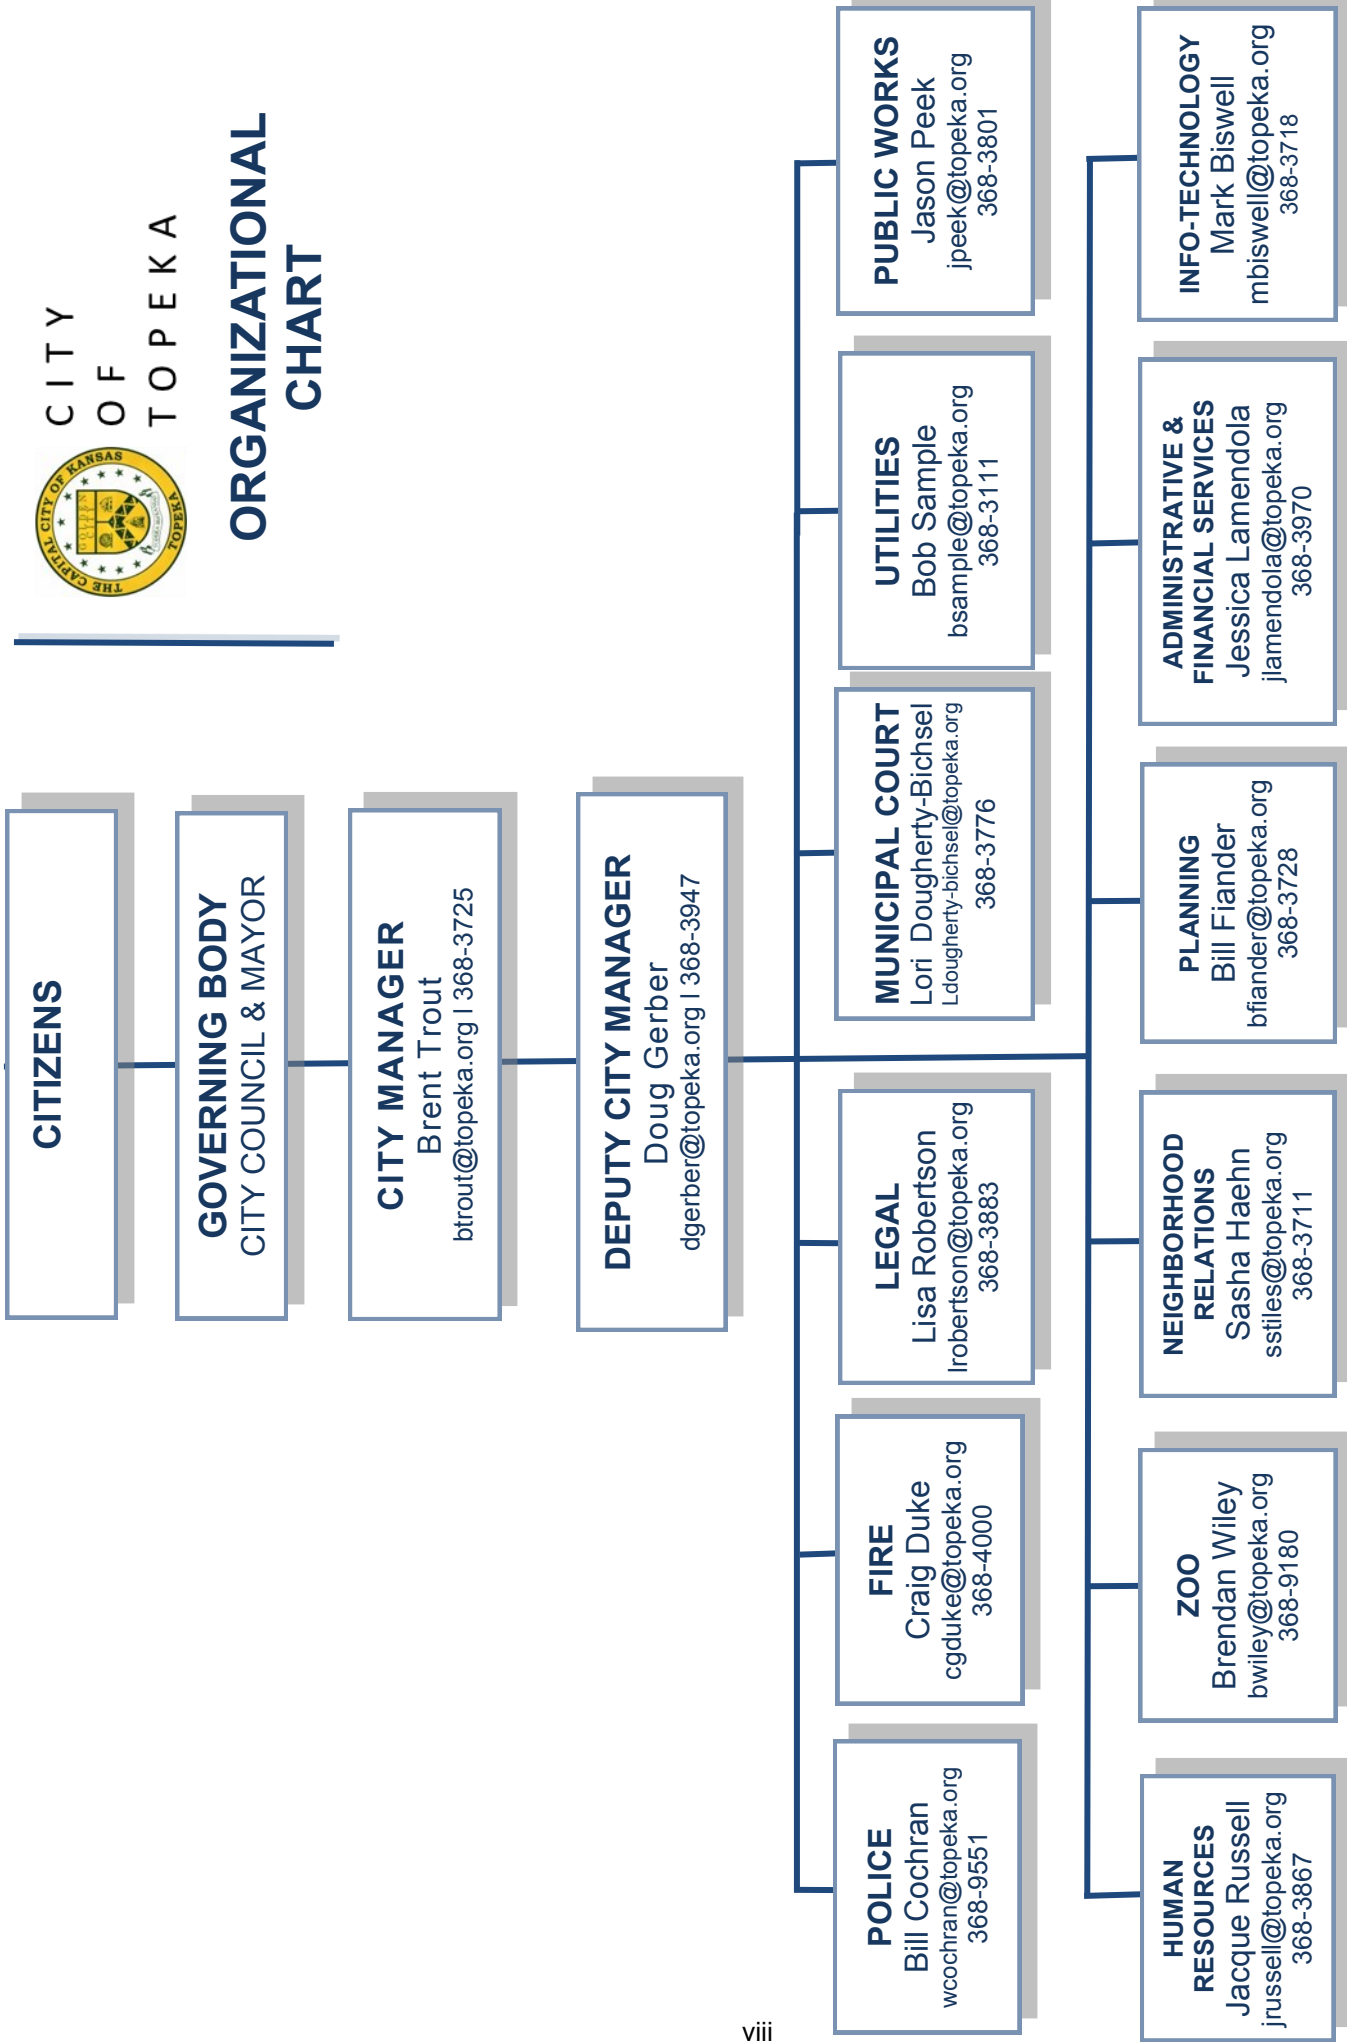 CITY
OF
TOPEKA
THE CAPITAL CITY OF KANSAS
TOPEKA
ORGANIZATIONAL
CHART
CITIZENS
GOVERNING BODY
CITY COUNCIL & MAYOR
CITY MANAGER
Brent Trout
btrout@topeka.org l 368-3725
DEPUTY CITY MANAGER
Doug Gerber
dgerber@topeka.org l 368-3947
POLICE
Bill Cochran
wcochran@topeka.org
368-9551
FIRE
Craig Duke
cgduke@topeka.org
368-4000
LEGAL
Lisa Robertson
lrobertson@topeka.org
368-3883
MUNICIPAL COURT
Lori Dougherty-Bichsel
Ldougherty-bichsel@topeka.org
368-3776
UTILITIES
Bob Sample
bsample@topeka.org
368-3111
PUBLIC WORKS
Jason Peek
jpeek@topeka.org
368-3801
HUMAN
RESOURCES
Jacque Russell
jrussell@topeka.org
368-3867
ZOO
Brendan Wiley
bwiley@topeka.org
368-9180
NEIGHBORHOOD
RELATIONS
Sasha Haehn
sstiles@topeka.org
368-3711
PLANNING
Bill Fiander
bfiander@topeka.org
368-3728
ADMINISTRATIVE &
FINANCIAL SERVICES
Jessica Lamendola
jlamendola@topeka.org
368-3970
INFO-TECHNOLOGY
Mark Biswell
mbiswell@topeka.org
368-3718
viii